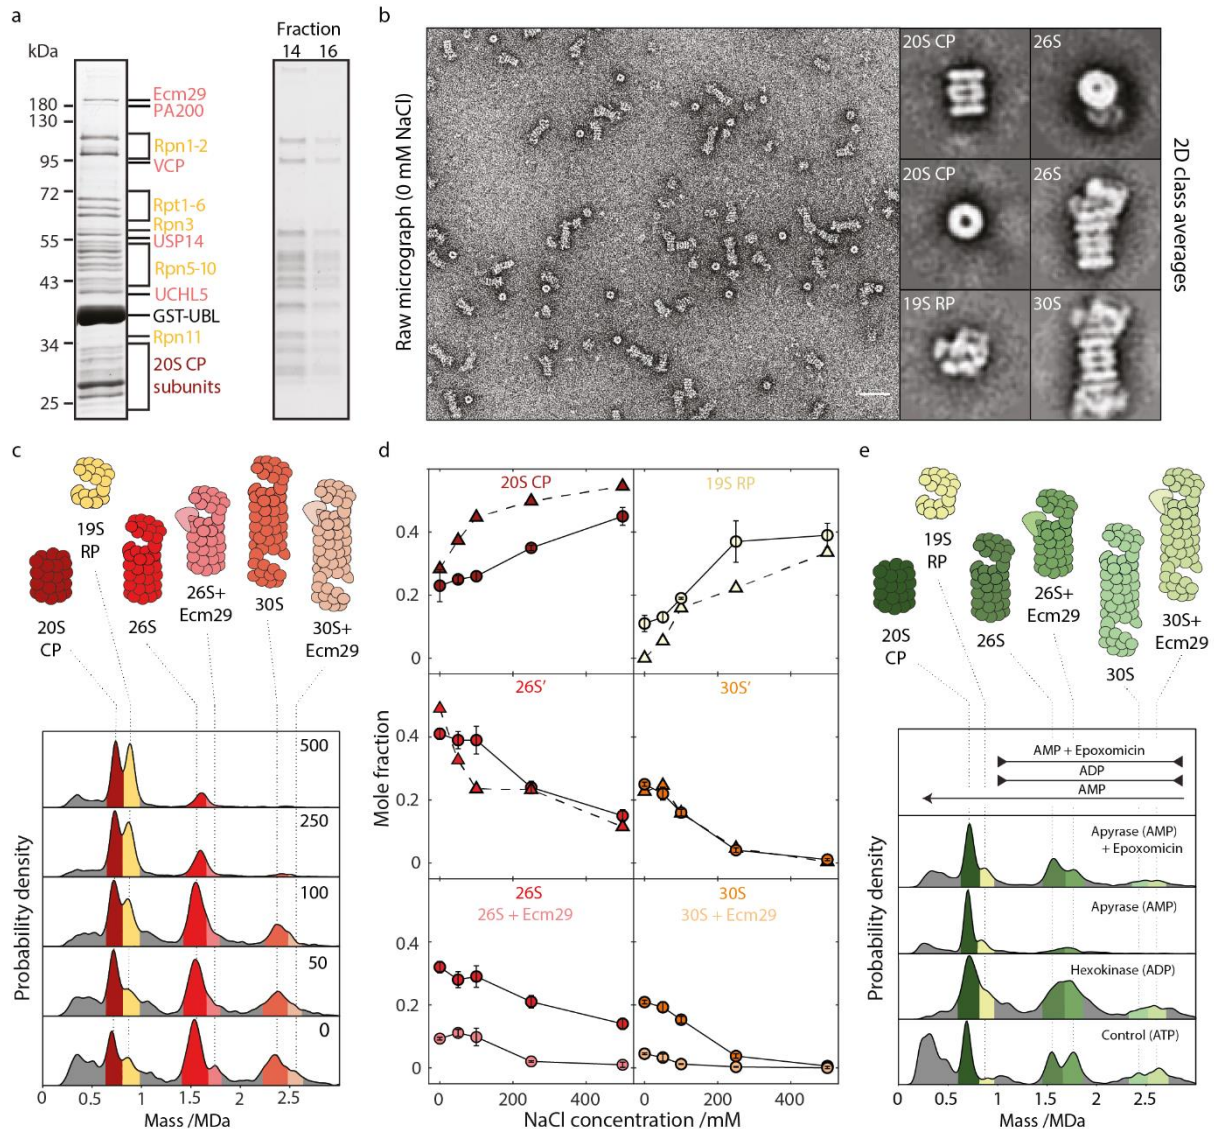 a
kDa
180
130
95
72
55
43
34
25
Ecm29
PA200
Rpn1-2
VCP
Rpt1-6
Rpn3
USP14
Rpn5-10
UCHL5
GST-UBL
Rpn11
20S CP
subunits
Fraction
14 16
b
Raw micrograph (0 mM NaCl)
20S CP
26S
20S CP
26S
19S RP
30S
2D class averages
c
20S
CP
19S
RP
26S
26S+
Ecm29
30S
30S+
Ecm29
500
250
100
50
0
Probability density
0 0.5 1 1.5 2 2.5
Mass /MDa
d
20S CP
19S RP
0.4
0.2
0
26S'
30S'
0.4
0.2
0
26S
26S + Ecm29
30S
30S + Ecm29
0.4
0.2
0
Mole fraction
0 200 400
0 200 400
NaCl concentration /mM
e
20S
CP
19S
RP
26S
26S+
Ecm29
30S
30S+
Ecm29
AMP + Epoxomicin
ADP
AMP
Apyrase (AMP)
+ Epoxomicin
Apyrase (AMP)
Hexokinase (ADP)
Control (ATP)
Probability density
0 0.5 1 1.5 2 2.5
Mass /MDa